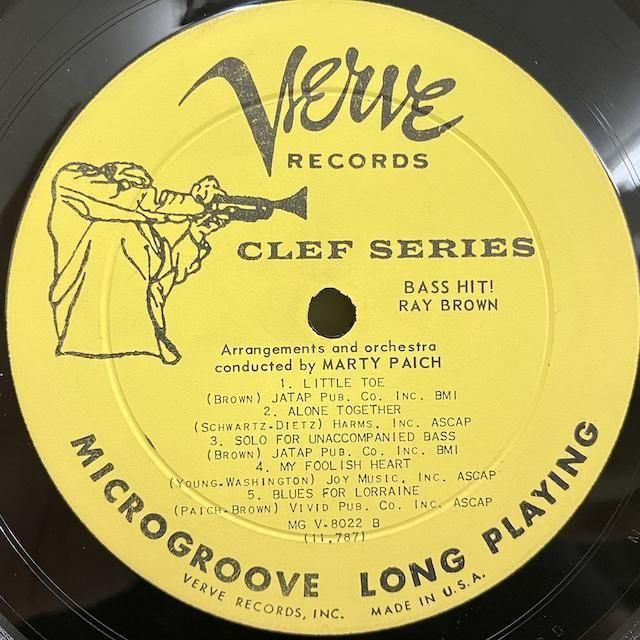 Verve
RECORDS
CLEF SERIES
BASS HIT!
RAY BROWN
Arrangements and orchestra
conducted by MARTY PAICH
1. LITTLE TOE
(BROWN) JATAP PUB. CO. INC. BMI
2. ALONE TOGETHER
(SCHWARTZ-DIETZ) HARMS, INC. ASCAP
3. SOLO FOR UNACCOMPANIED BASS
(BROWN) JATAP PUB. CO. INC. BMI
4. MY FOOLISH HEART
(YOUNG-WASHINGTON) JOY MUSIC, INC. ASCAP
5. BLUES FOR LORRAINE
(PAICH-BROWN) VIVID PUB. CO. INC. ASCAP
MG V-8022 B
(11,787)
MICROGROOVE LONG PLAYING
VERVE RECORDS, INC. MADE IN U.S.A.